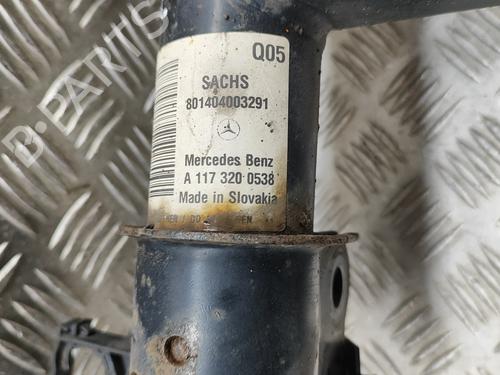 Q05
SACHS
801404003291
Mercedes Benz
A 117 320 0538
Made in Slovakia
B-PARTS